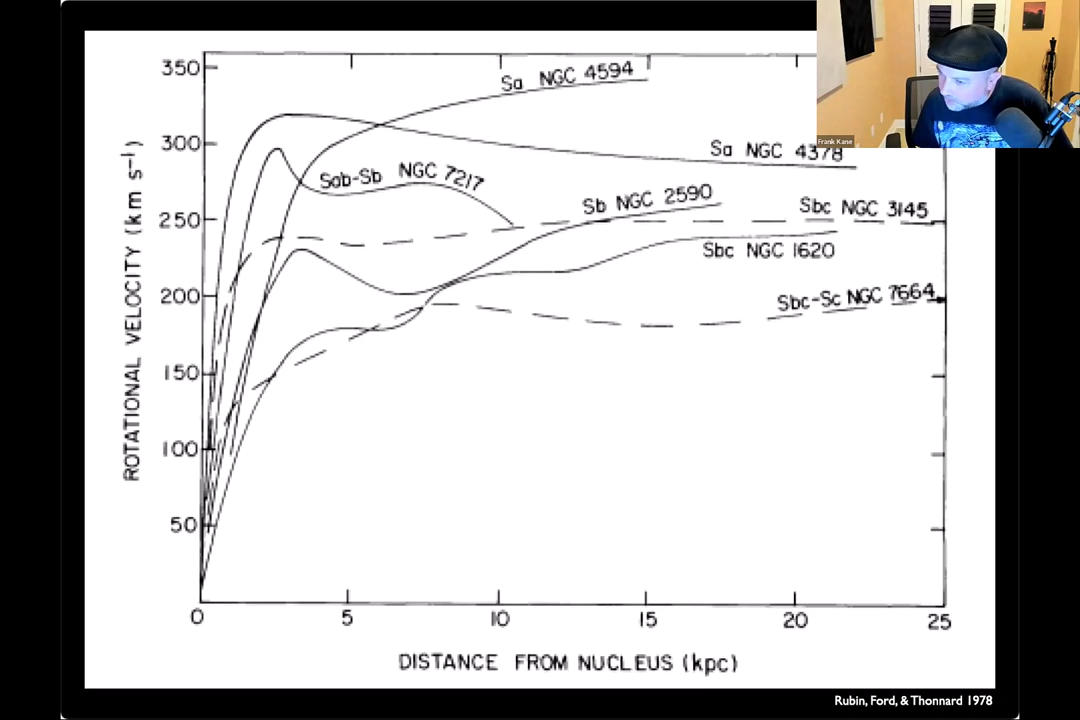 350
300
250
200
150
100
50
ROTATIONAL VELOCITY (km s⁻¹)
Sa NGC 4594
Sa NGC 4378
Sab-Sb NGC 7217
Sb NGC 2590
Sbc NGC 3145
Sbc NGC 1620
Sbc-Sc NGC 7664
0 5 10 15 20 25
DISTANCE FROM NUCLEUS (kpc)
Frank Kane
Rubin, Ford, & Thonnard 1978